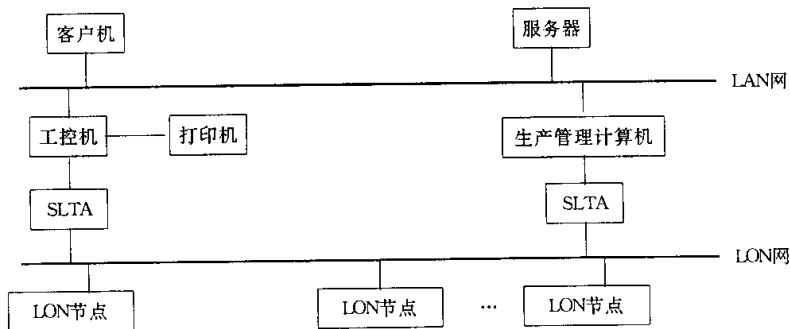 客户机
服务器
LAN网
工控机
打印机
生产管理计算机
SLTA
SLTA
LON网
LON节点
LON节点
…
LON节点